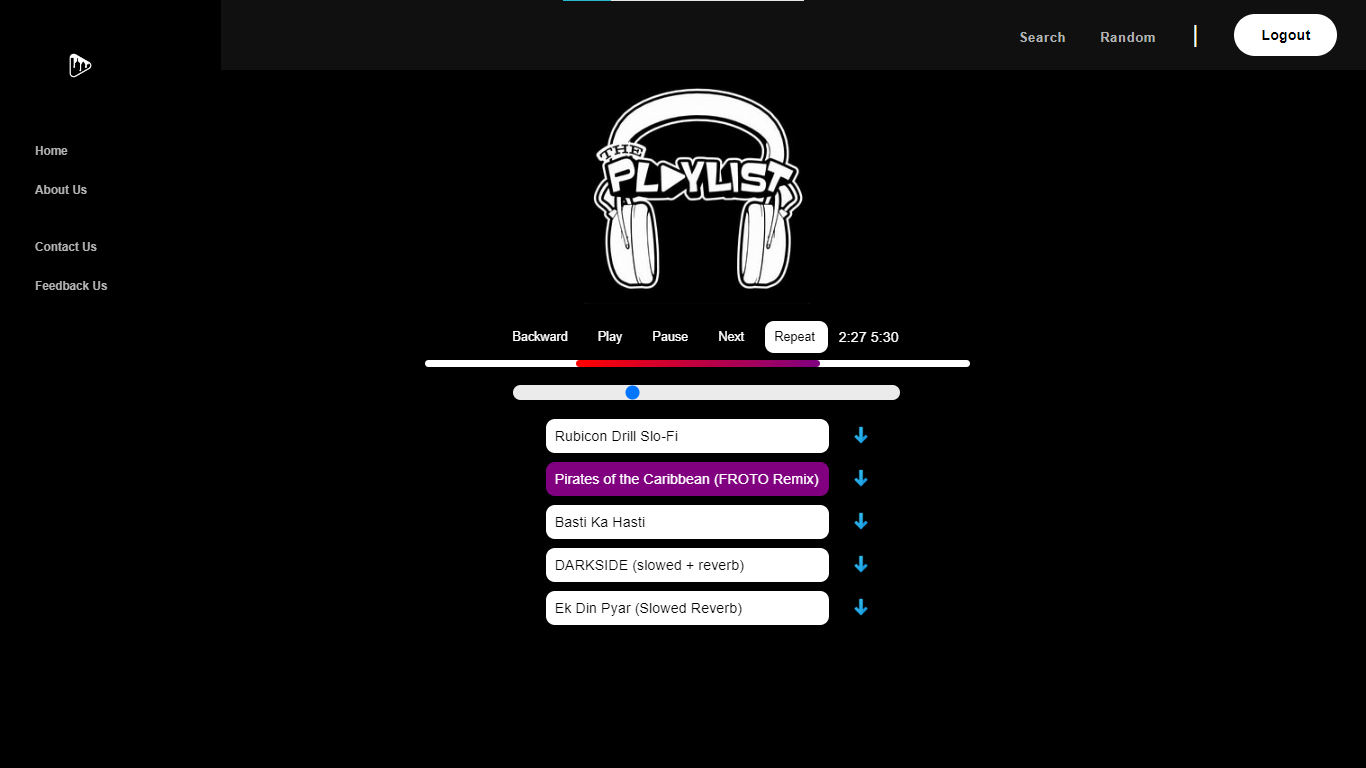 Search Random | Logout
Home
About Us
Contact Us
Feedback Us
THE
PLAYLIST
Backward Play Pause Next Repeat 2:27 5:30
Rubicon Drill Slo-Fi
Pirates of the Caribbean (FROTO Remix)
Basti Ka Hasti
DARKSIDE (slowed + reverb)
Ek Din Pyar (Slowed Reverb)